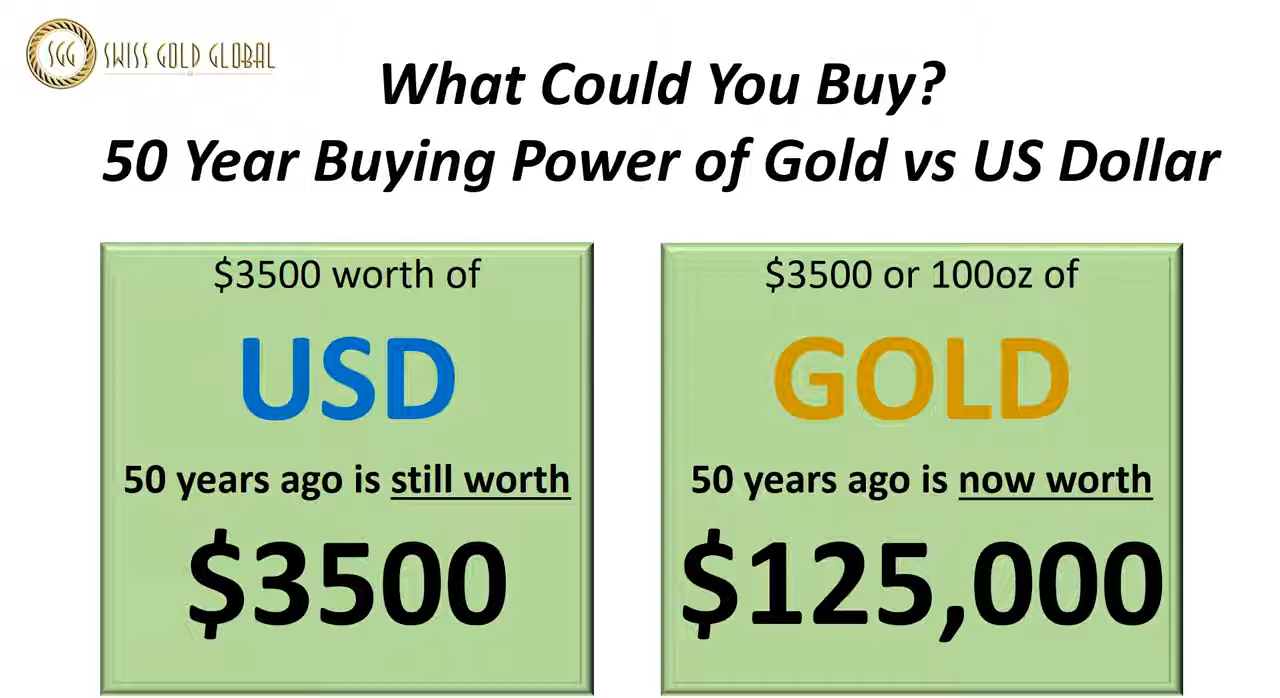 SGG SWISS GOLD GLOBAL
What Could You Buy?
50 Year Buying Power of Gold vs US Dollar
$3500 worth of
USD
50 years ago is still worth
$3500
$3500 or 100oz of
GOLD
50 years ago is now worth
$125,000